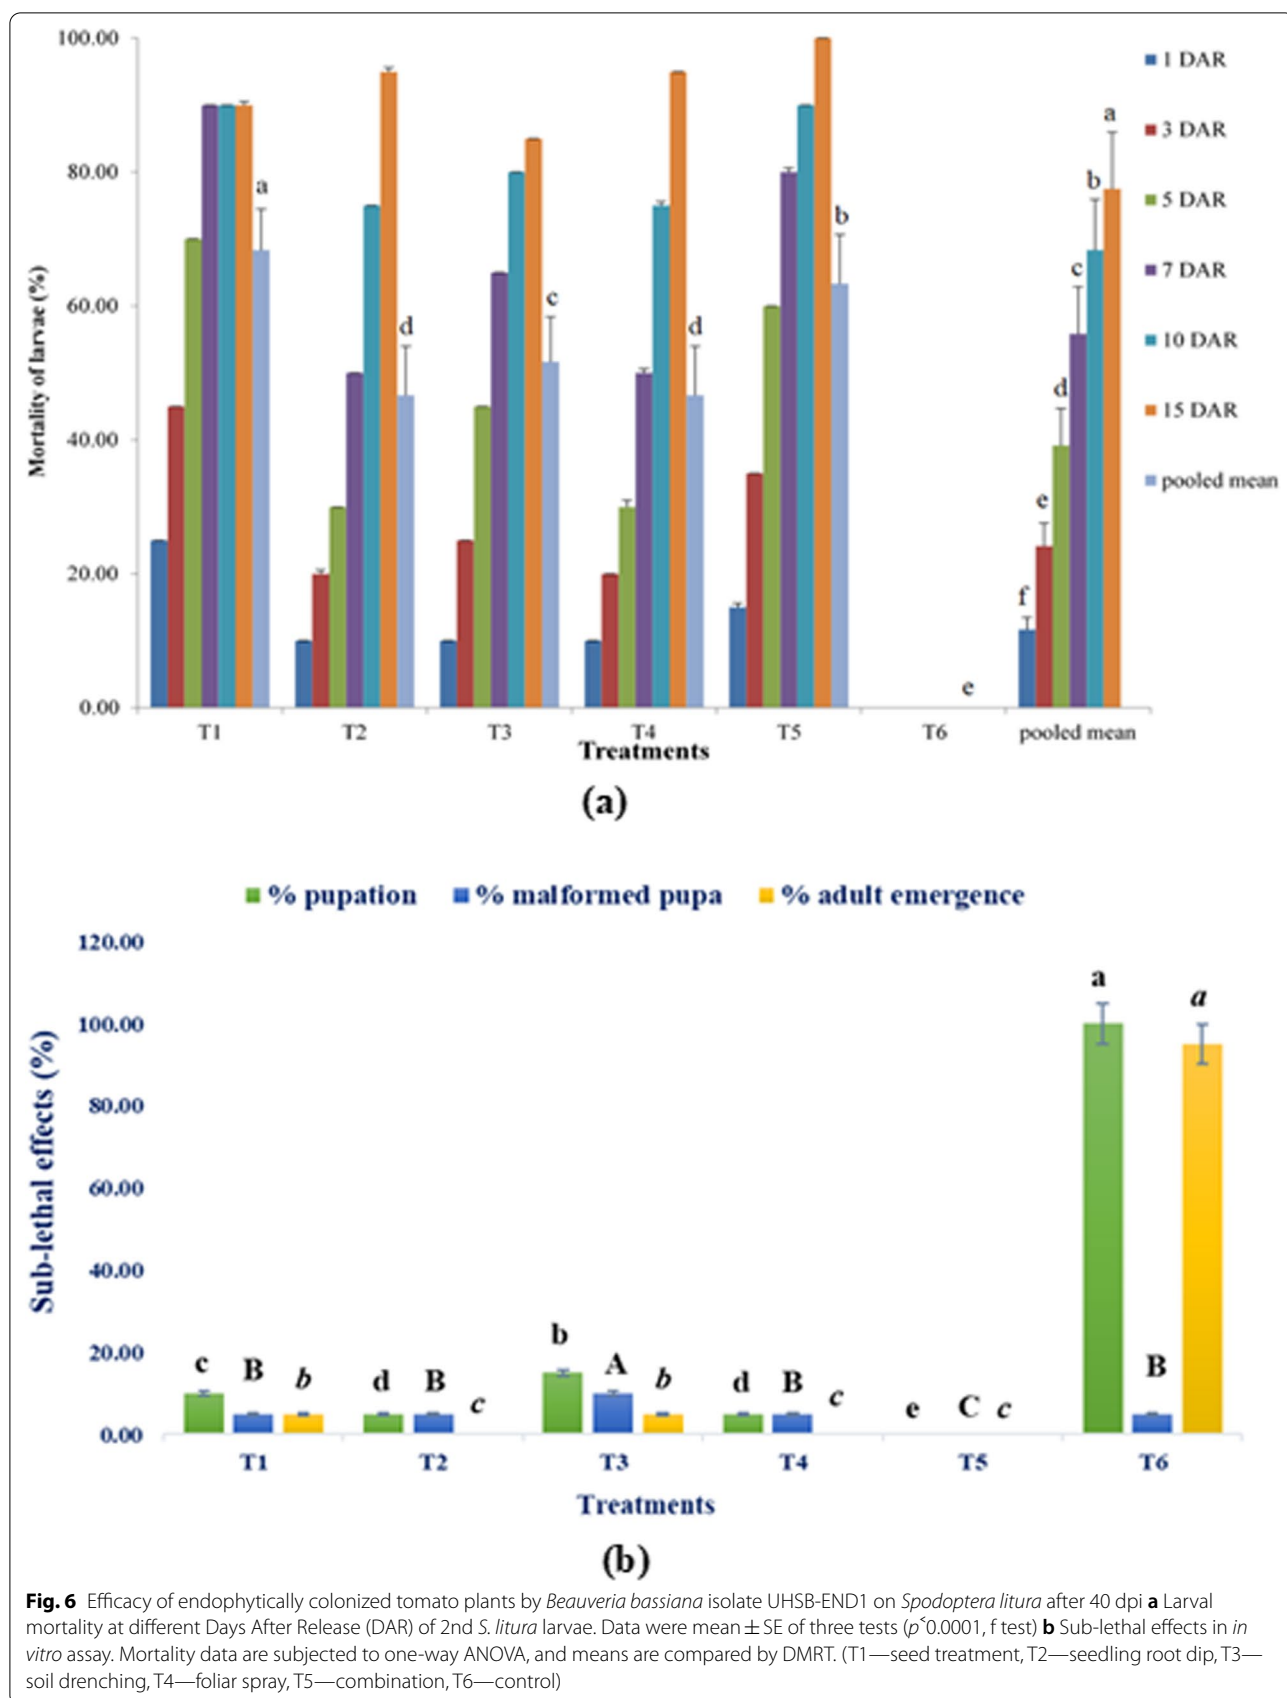 100.00
80.00
60.00
40.00
20.00
0.00
Mortality of larvae (%)
a
d
c
d
b
e
f
e
d
c
b
a
1 DAR
3 DAR
5 DAR
7 DAR
10 DAR
15 DAR
pooled mean
T1 T2 T3 T4 T5 T6 pooled mean
Treatments
(a)
% pupation % malformed pupa % adult emergence
120.00
100.00
80.00
60.00
40.00
20.00
0.00
Sub-lethal effects (%)
c B b d B c b A b d B c e C c a B a
T1 T2 T3 T4 T5 T6
Treatments
(b)
Fig. 6 Efficacy of endophytically colonized tomato plants by Beauveria bassiana isolate UHSB-END1 on Spodoptera litura after 40 dpi a Larval
mortality at different Days After Release (DAR) of 2nd S. litura larvae. Data were mean ± SE of three tests (p<0.0001, f test) b Sub-lethal effects in in
vitro assay. Mortality data are subjected to one-way ANOVA, and means are compared by DMRT. (T1—seed treatment, T2—seedling root dip, T3—
soil drenching, T4—foliar spray, T5—combination, T6—control)